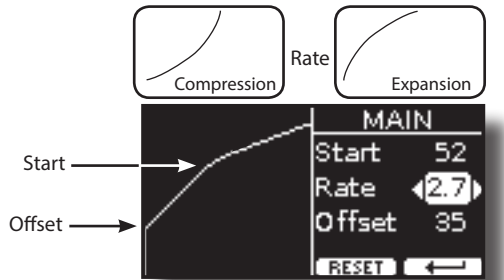 Compression
Rate
Expansion
MAIN
Start 52
Rate 2.7
Offset 35
RESET
Start
Offset